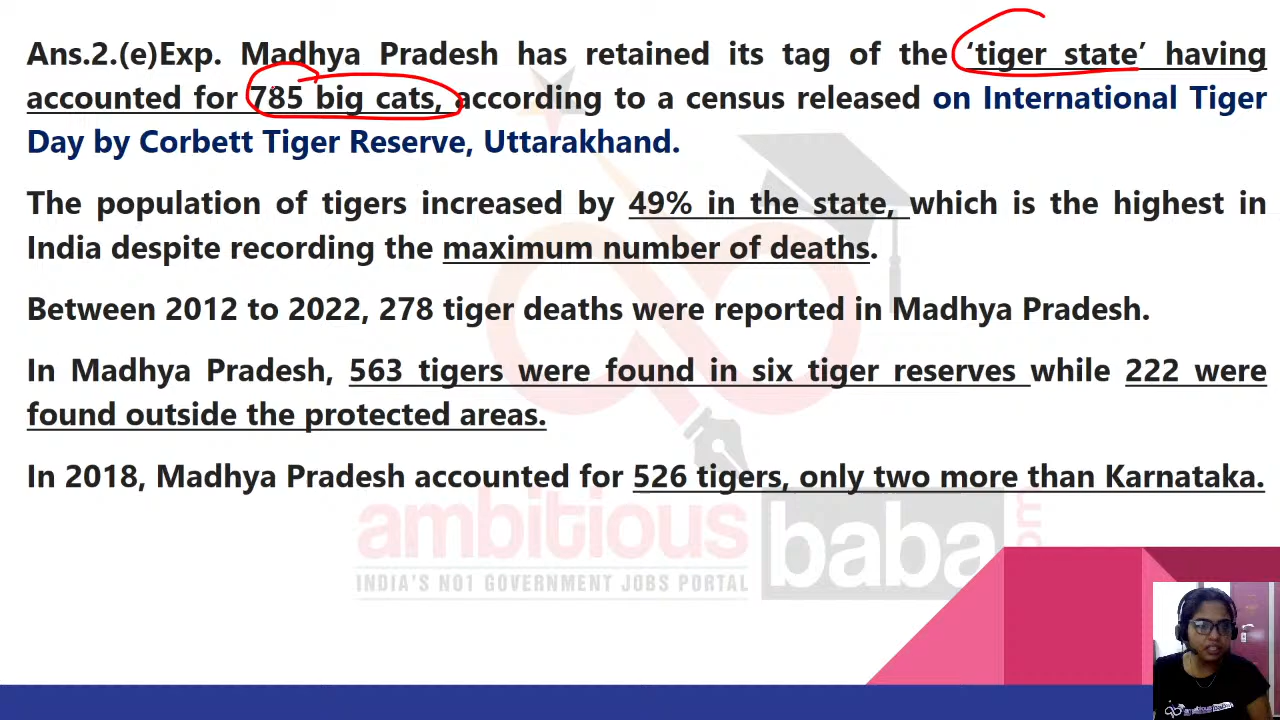 Ans.2.(e)Exp. Madhya Pradesh has retained its tag of the ‘tiger state’ having
accounted for 785 big cats, according to a census released on International Tiger
Day by Corbett Tiger Reserve, Uttarakhand.
The population of tigers increased by 49% in the state, which is the highest in
India despite recording the maximum number of deaths.
Between 2012 to 2022, 278 tiger deaths were reported in Madhya Pradesh.
In Madhya Pradesh, 563 tigers were found in six tiger reserves while 222 were
found outside the protected areas.
In 2018, Madhya Pradesh accounted for 526 tigers, only two more than Karnataka.
ambitious baba .com
INDIA'S NO1 GOVERNMENT JOBS PORTAL